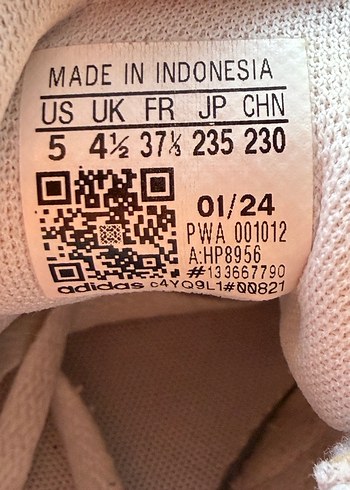 MADE IN INDONESIA
US UK FR JP CHN
5 4½ 37⅓ 235 230
01/24
PWA 001012
A:HP8956
#133667790
adidas c4YQ9L1#00821